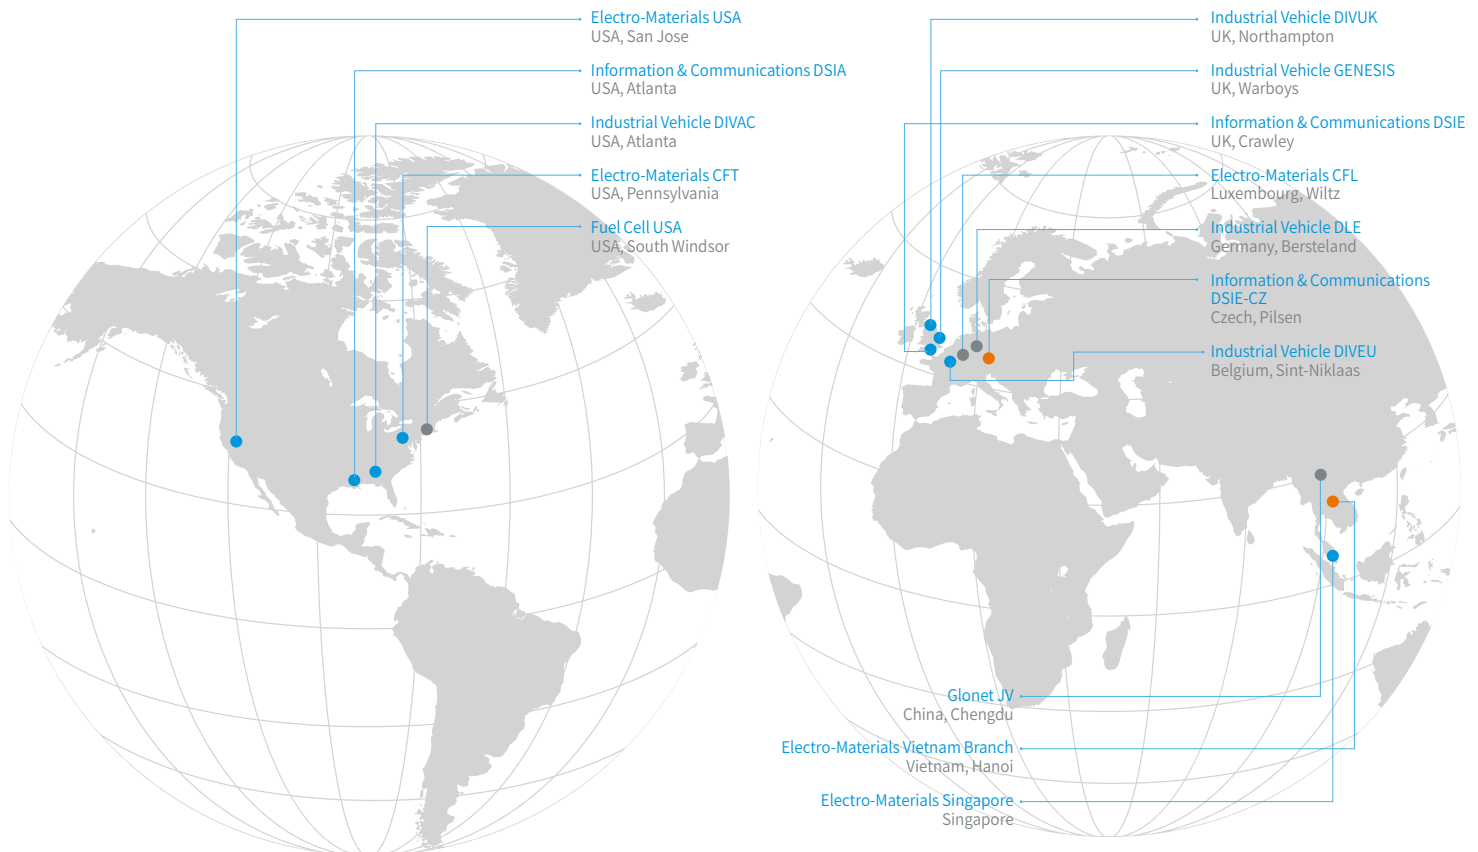 Electro-Materials USA
USA, San Jose
Information & Communications DSIA
USA, Atlanta
Industrial Vehicle DIVAC
USA, Atlanta
Electro-Materials CFT
USA, Pennsylvania
Fuel Cell USA
USA, South Windsor
Industrial Vehicle DIVUK
UK, Northampton
Industrial Vehicle GENESIS
UK, Warboys
Information & Communications DSIE
UK, Crawley
Electro-Materials CFL
Luxembourg, Wiltz
Industrial Vehicle DLE
Germany, Bersteland
Information & Communications
DSIE-CZ
Czech, Pilsen
Industrial Vehicle DIVEU
Belgium, Sint-Niklaas
Glonet JV
China, Chengdu
Electro-Materials Vietnam Branch
Vietnam, Hanoi
Electro-Materials Singapore
Singapore